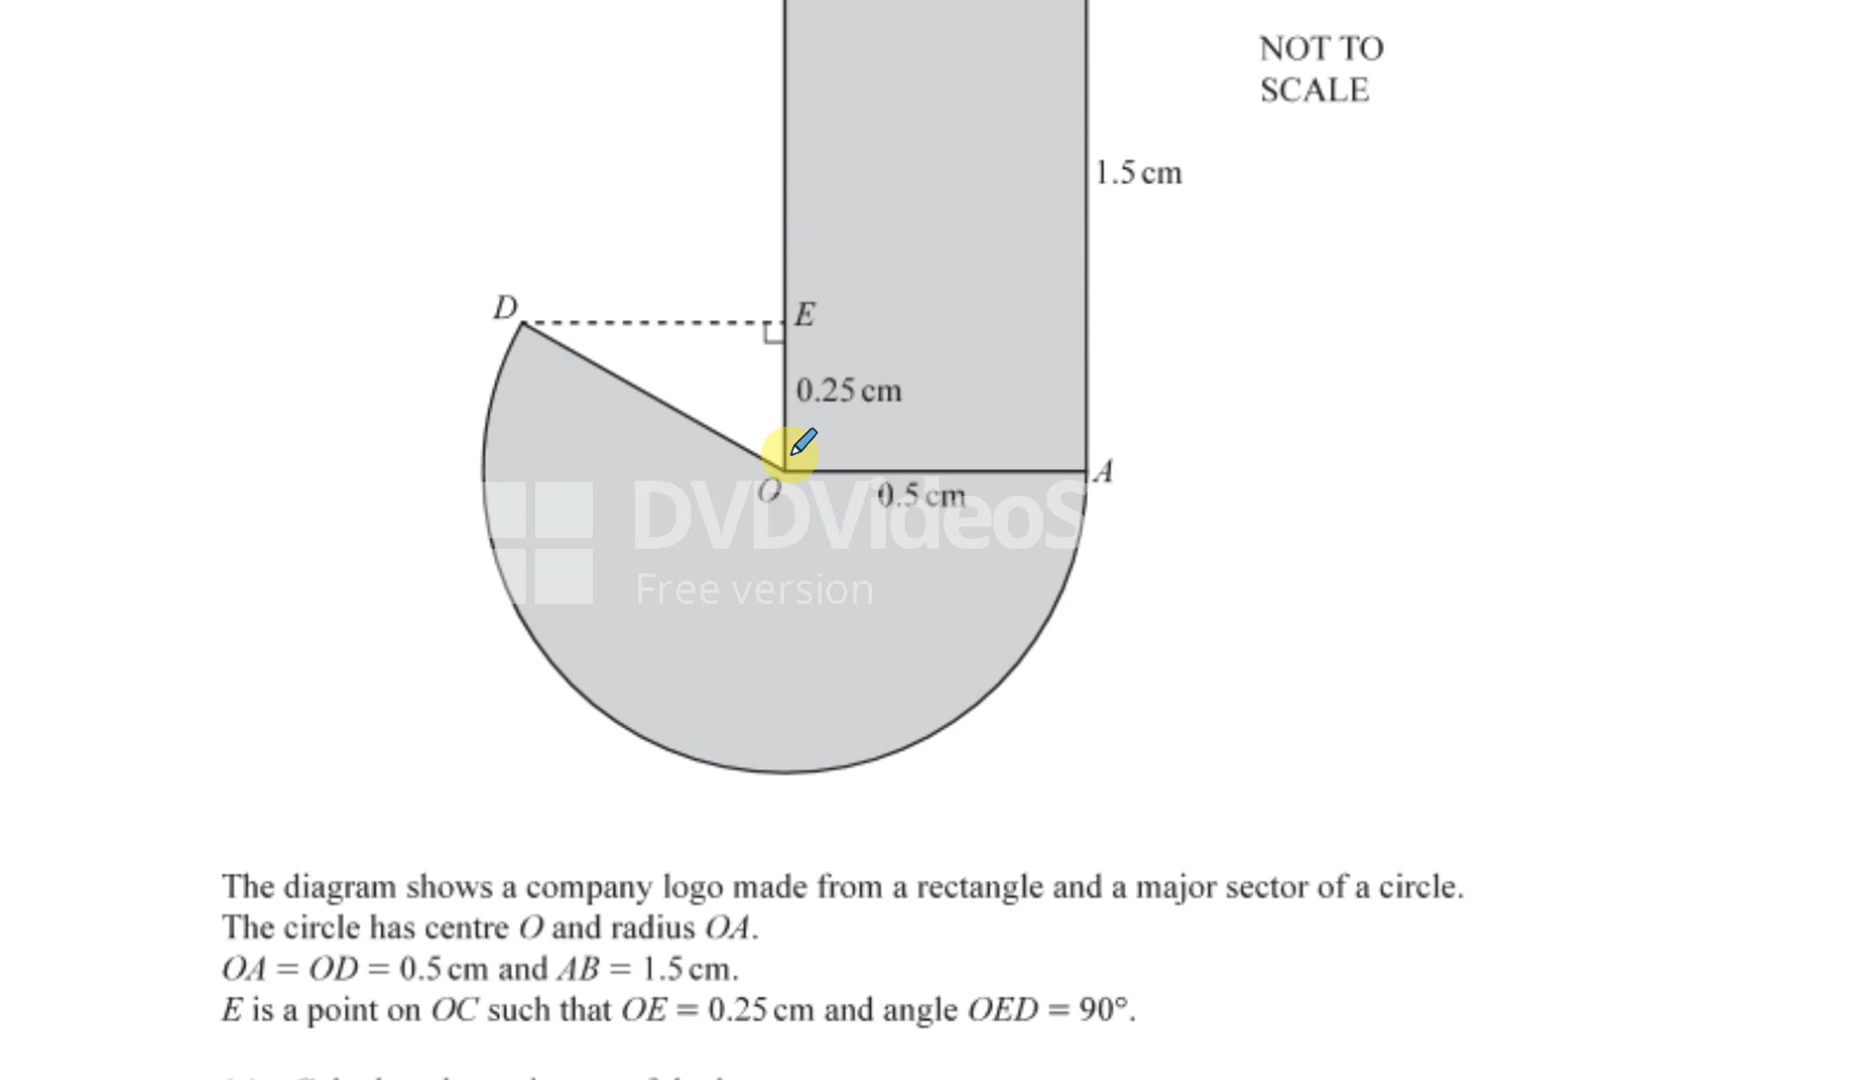 NOT TO
SCALE
1.5 cm
D
E
0.25 cm
O
0.5 cm
A
DVDVideoS
Free version
The diagram shows a company logo made from a rectangle and a major sector of a circle.
The circle has centre O and radius OA.
OA = OD = 0.5 cm and AB = 1.5 cm.
E is a point on OC such that OE = 0.25 cm and angle OED = 90°.